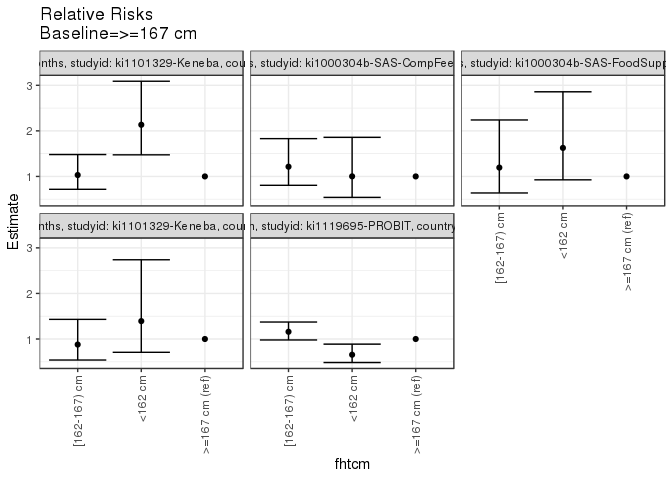 Relative Risks
Baseline=>=167 cm
nths, studyid: ki1101329-Keneba, cou
s, studyid: ki1000304b-SAS-CompFee
s, studyid: ki1000304b-SAS-FoodSupp
3
2
1
nths, studyid: ki1101329-Keneba, cou
n, studyid: ki1119695-PROBIT, country
3
2
1
Estimate
[162-167) cm
<162 cm
>=167 cm (ref)
[162-167) cm
<162 cm
>=167 cm (ref)
[162-167) cm
<162 cm
>=167 cm (ref)
fhtcm